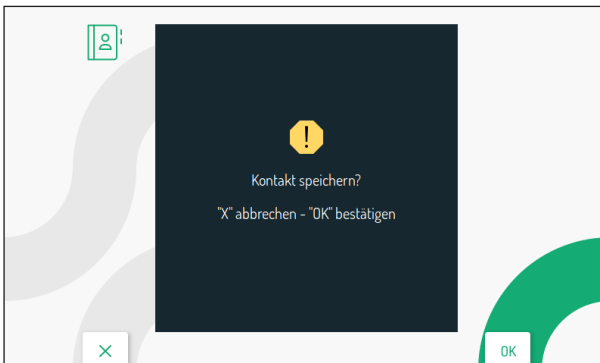 Kontakt speichern?
"X" abbrechen - "OK" bestätigen
OK